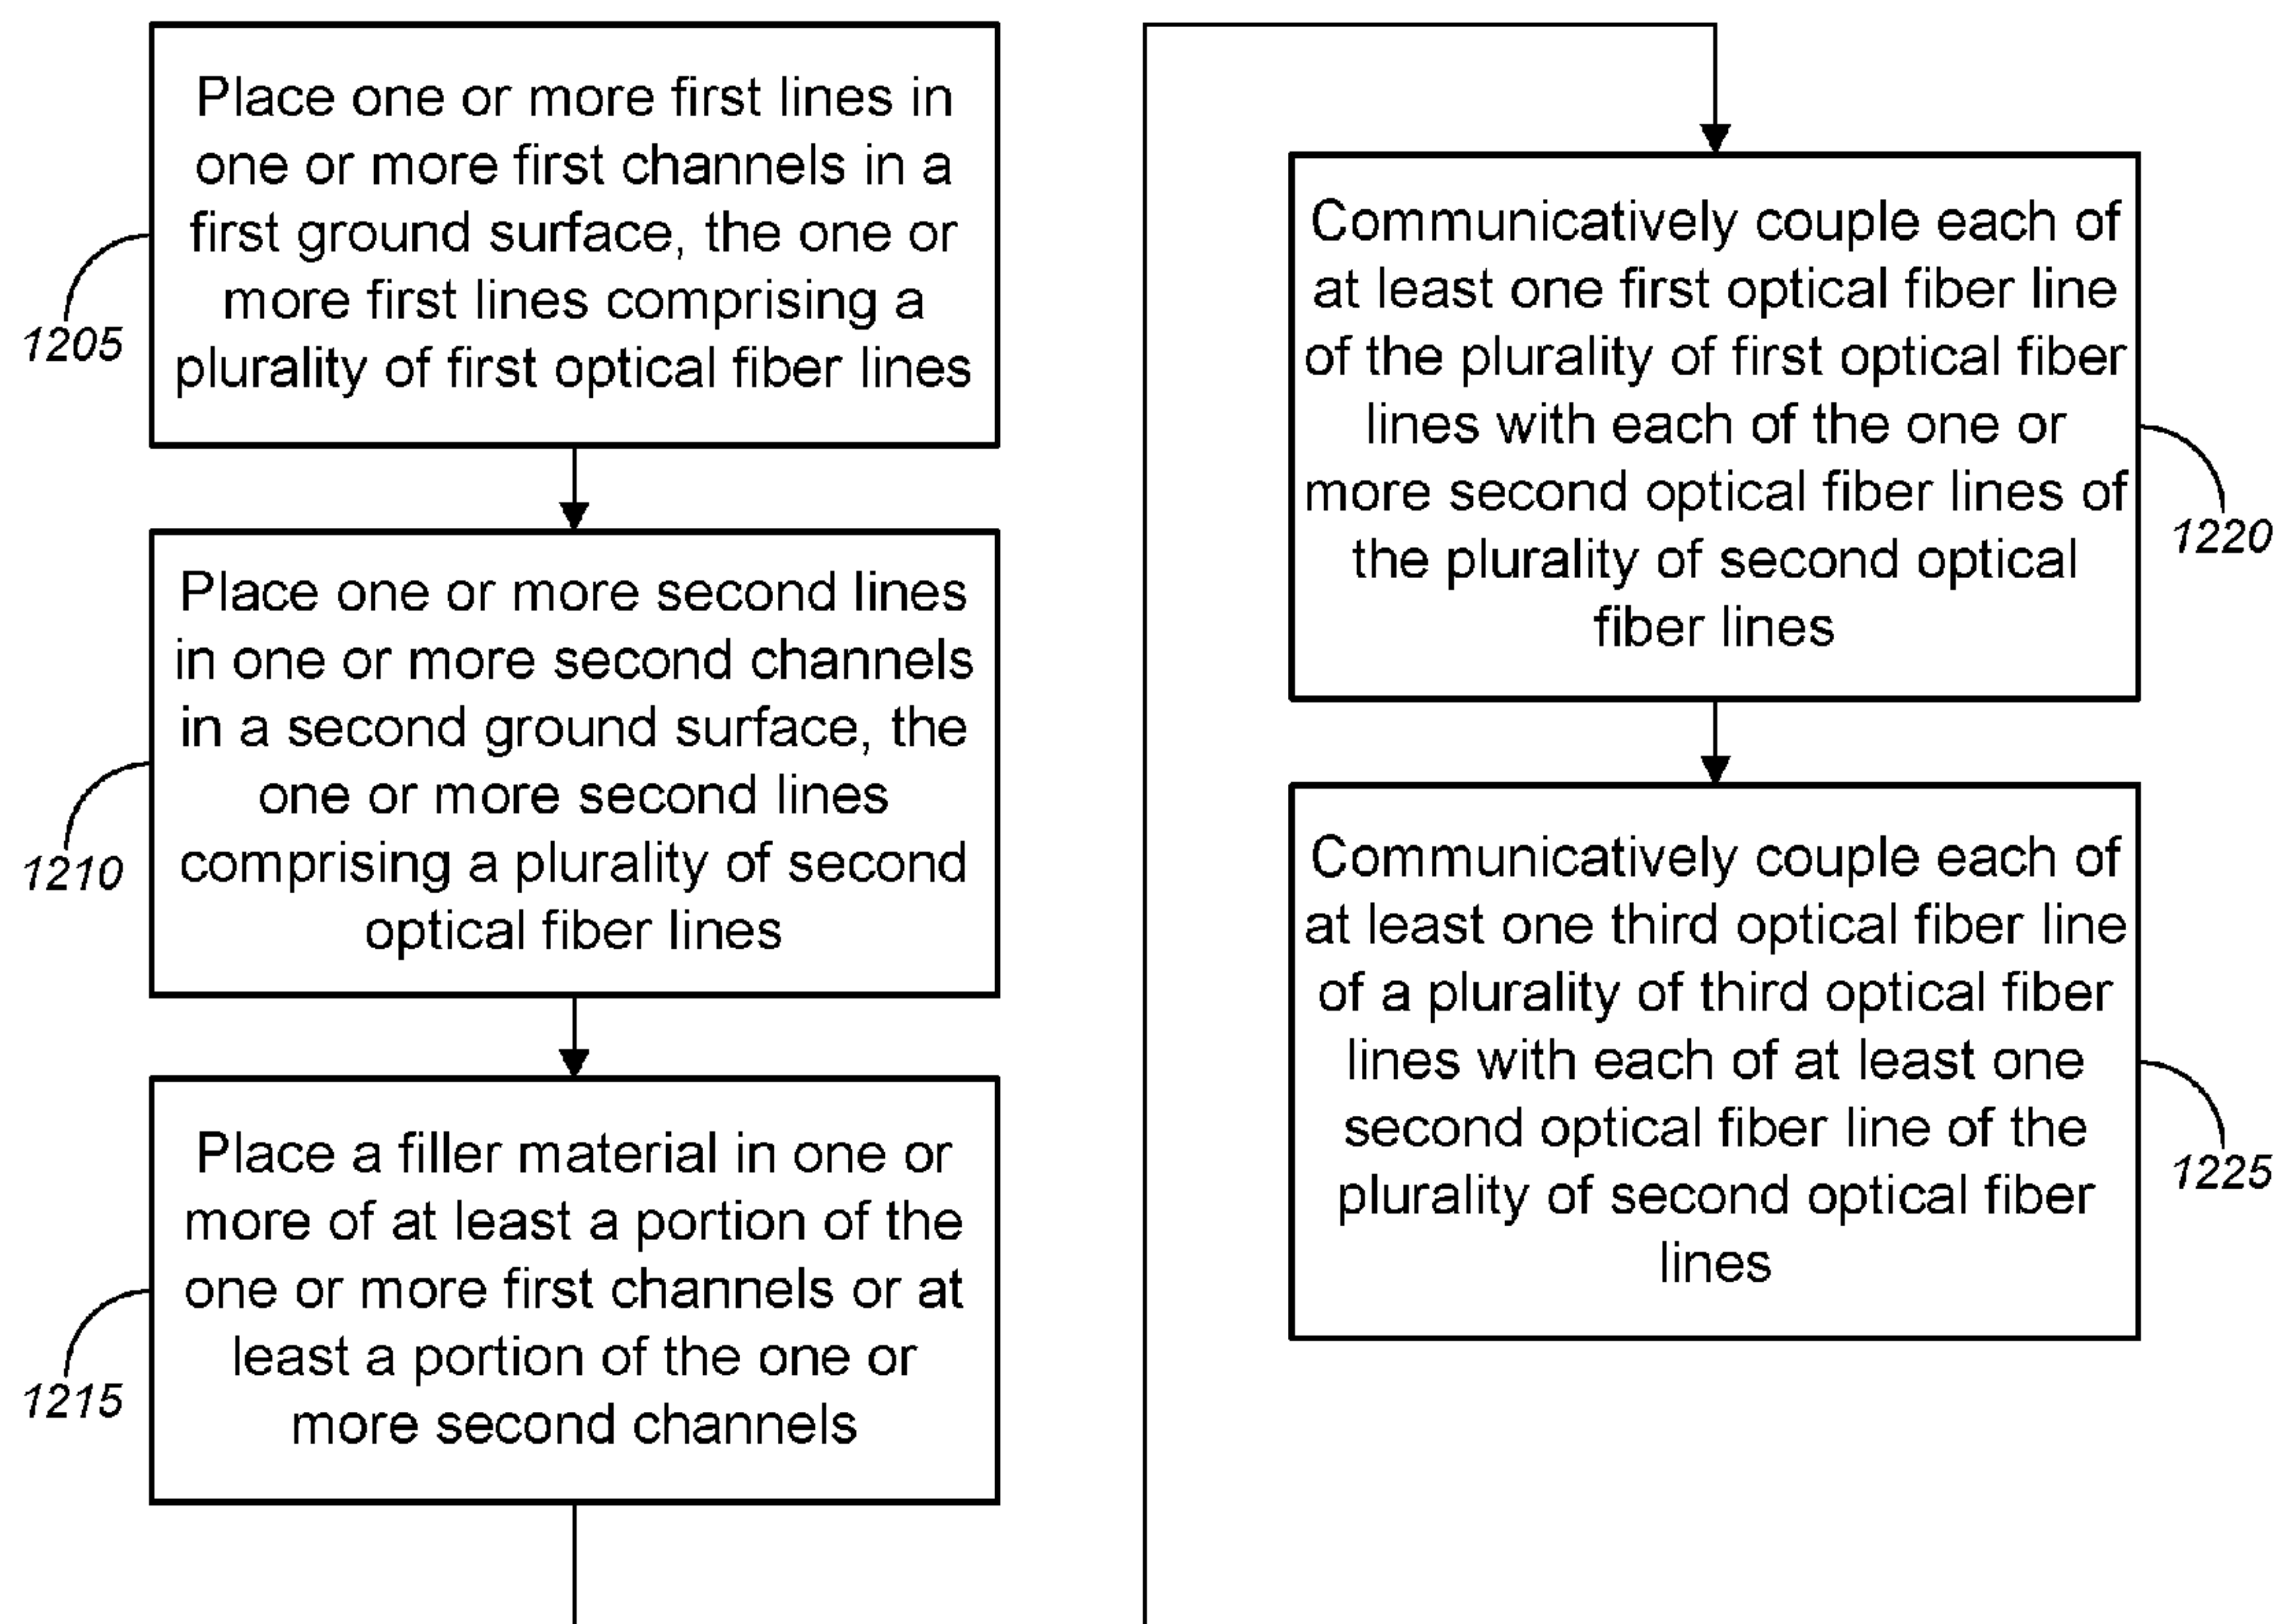 Place one or more first lines in
one or more first channels in a
first ground surface, the one or
more first lines comprising a
plurality of first optical fiber lines
1205
Place one or more second lines
in one or more second channels
in a second ground surface, the
one or more second lines
comprising a plurality of second
optical fiber lines
1210
Place a filler material in one or
more of at least a portion of the
one or more first channels or at
least a portion of the one or
more second channels
1215
Communicatively couple each of
at least one first optical fiber line
of the plurality of first optical fiber
lines with each of the one or
more second optical fiber lines of
the plurality of second optical
fiber lines
1220
Communicatively couple each of
at least one third optical fiber line
of a plurality of third optical fiber
lines with each of at least one
second optical fiber line of the
plurality of second optical fiber
lines
1225